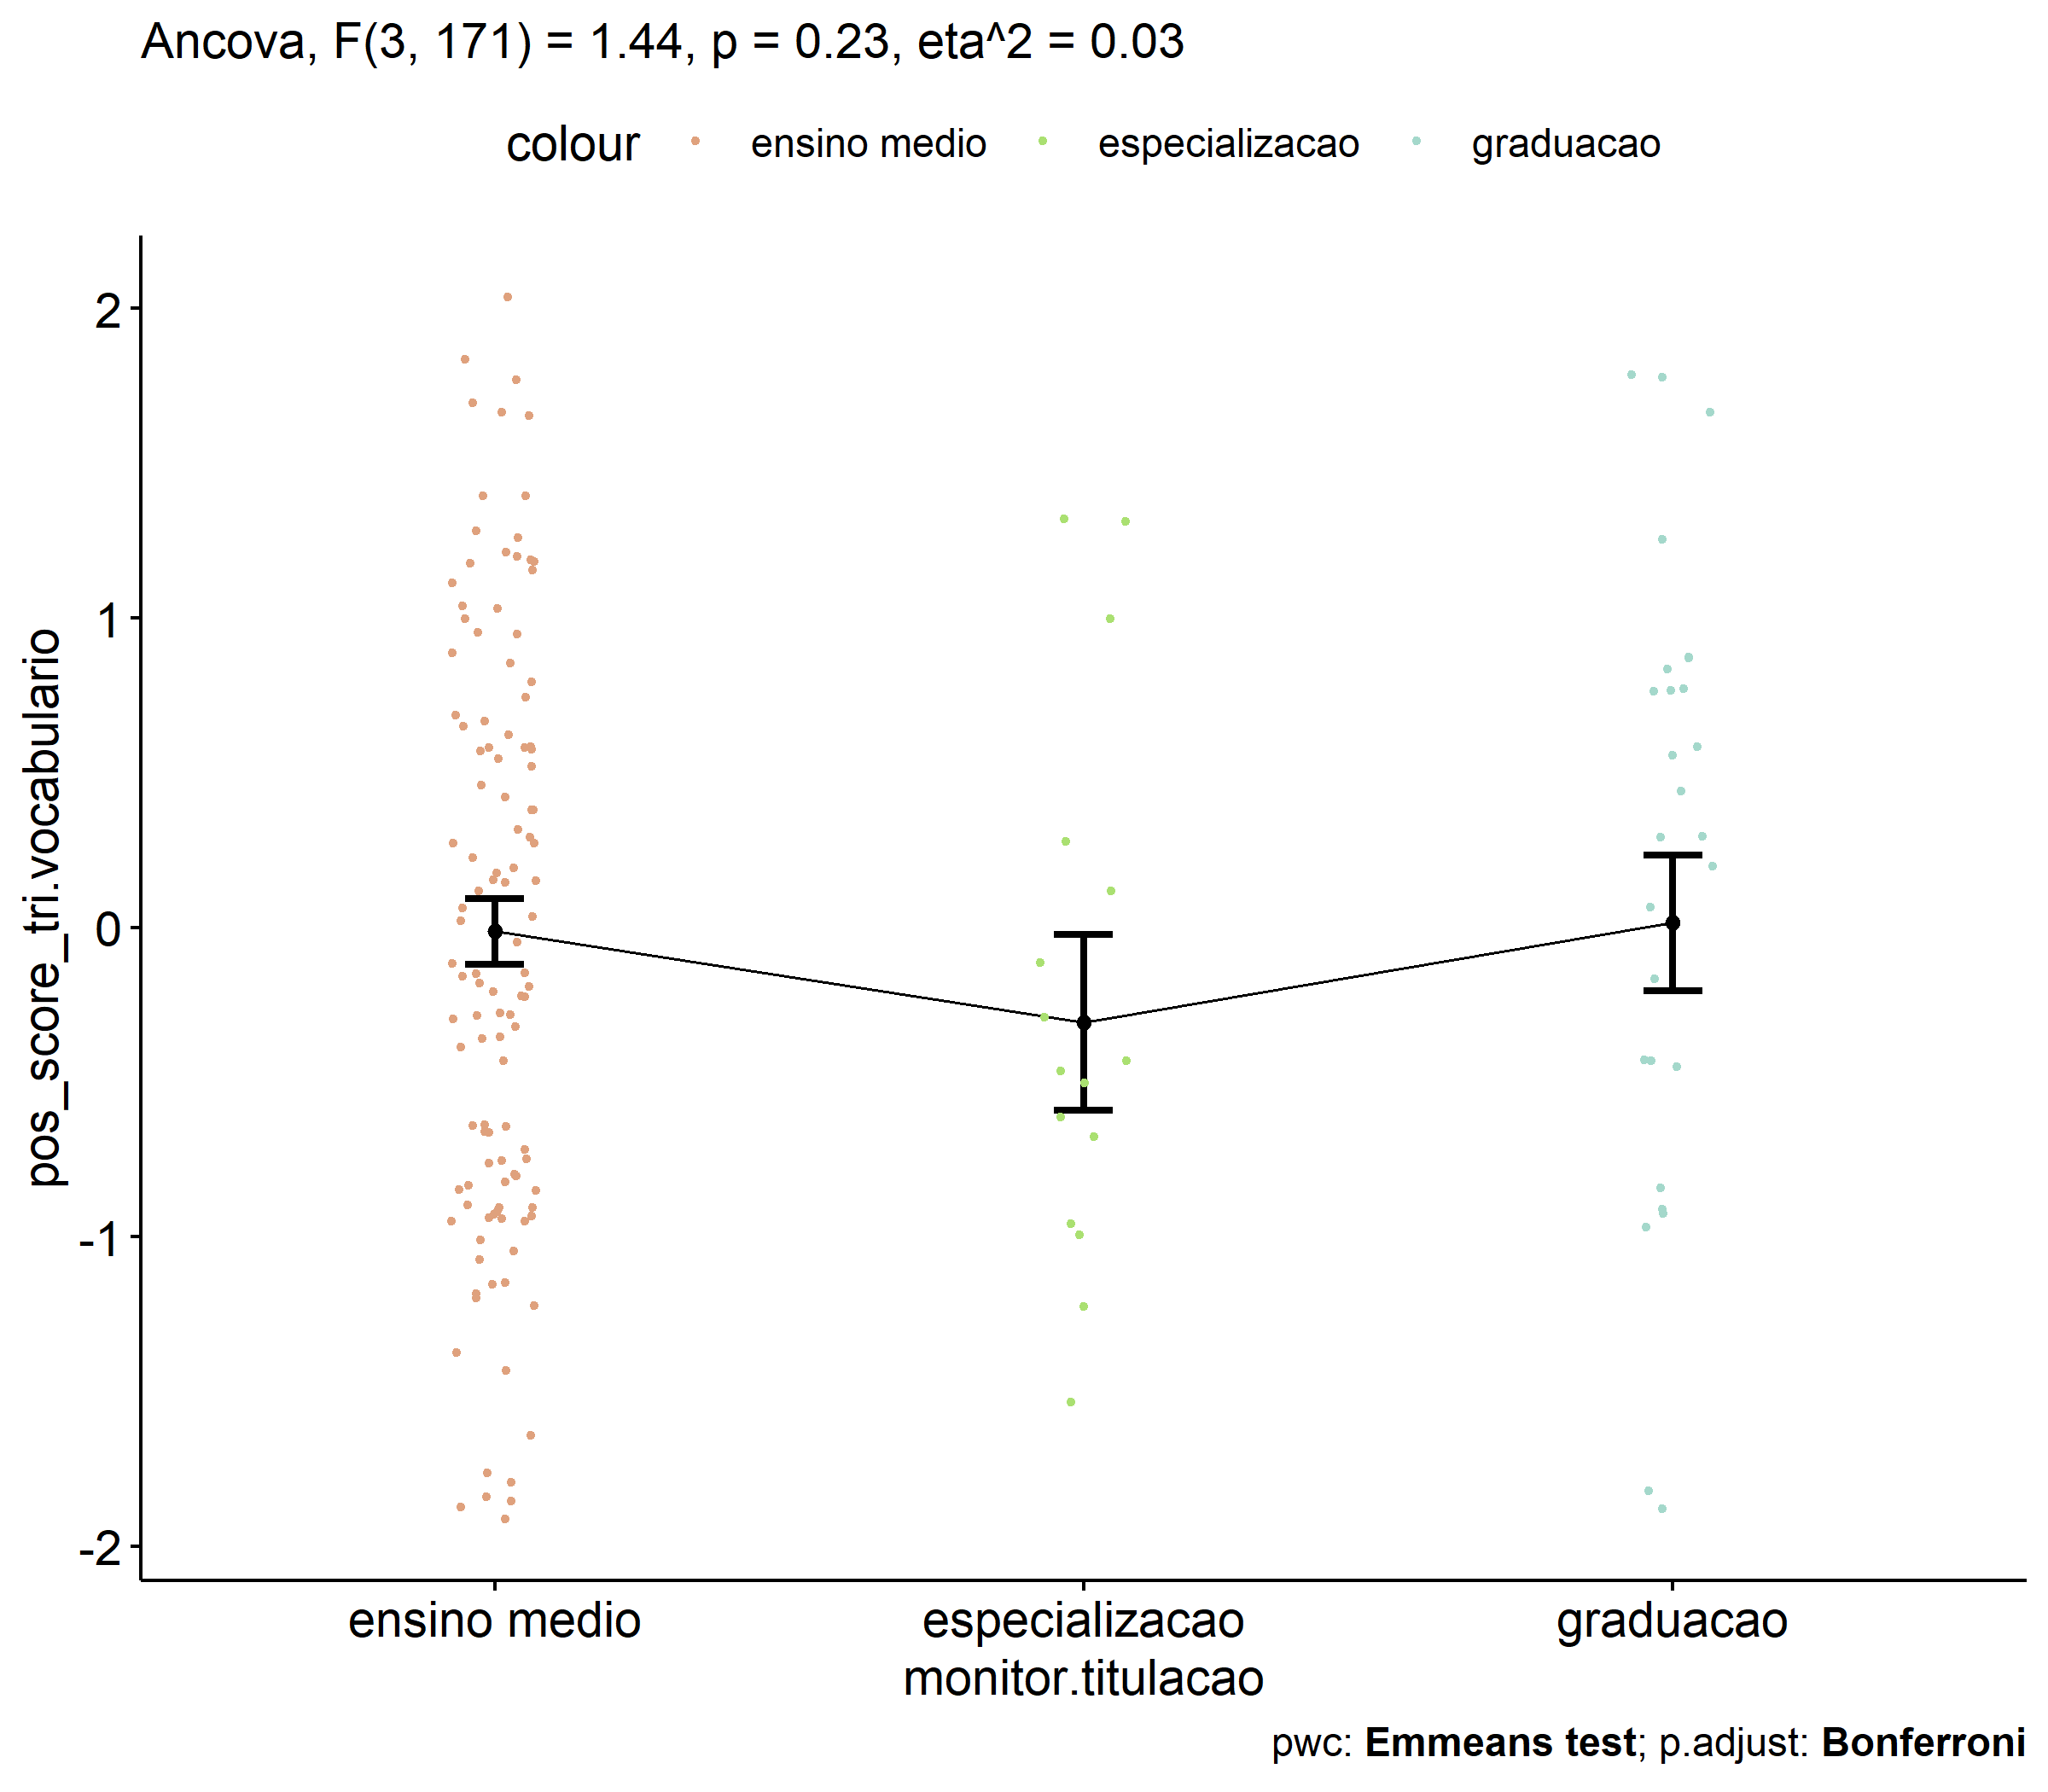 Ancova, F(3, 171) = 1.44, p = 0.23, eta^2 = 0.03
colour ensino medio especializacao graduacao
pos_score_tri.vocabulario
2
1
0
-1
-2
ensino medio especializacao graduacao
monitor.titulacao
pwc: Emmeans test; p.adjust: Bonferroni